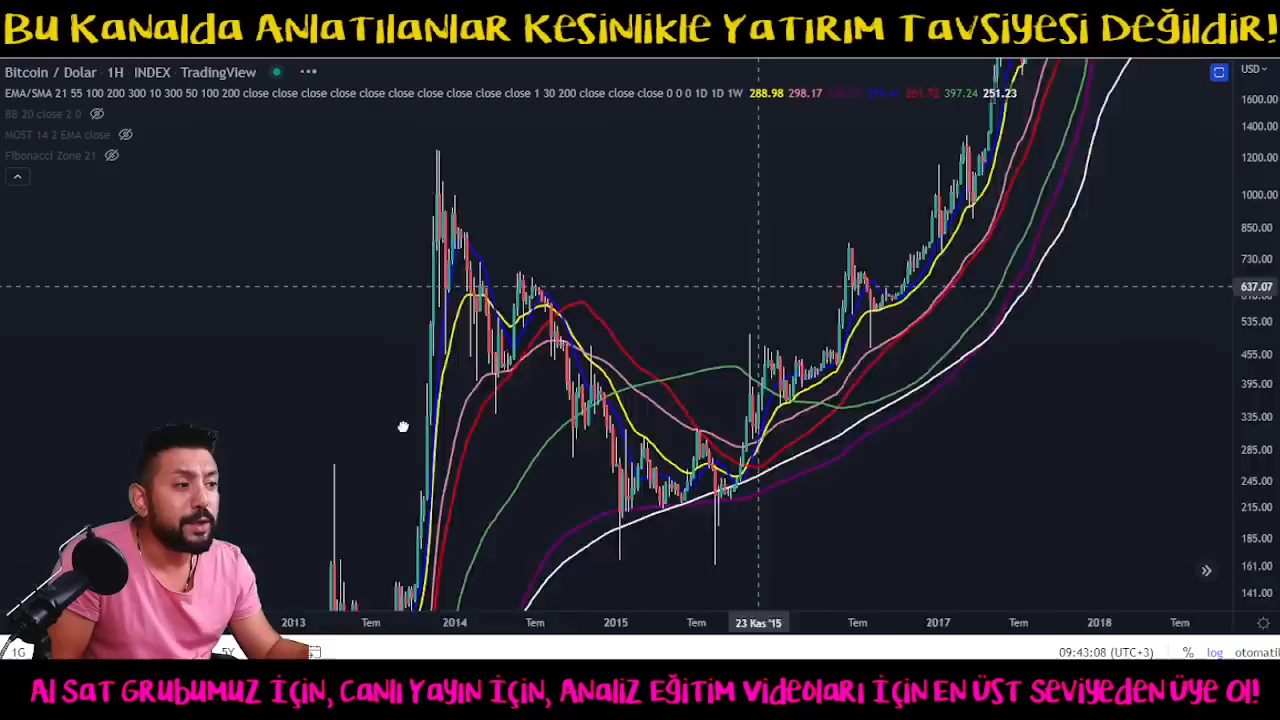 Bu Kanalda Anlatılanlar Kesinlikle Yatırım Tavsiyesi Değildir!
Bitcoin / Dolar · 1H · INDEX · TradingView
USD
EMA/SMA 21 55 100 200 300 10 300 50 100 200 close close close close close close close close close close 1 30 200 close close close 0 0 0 1D 1D 1W 288.98 298.17 261.72 397.24 251.23
BB 20 close 2 0
MOST 14 2 EMA close
Fibonacci Zone 21
1600.00
1400.00
1200.00
1000.00
850.00
730.00
637.07
535.00
455.00
395.00
335.00
285.00
245.00
215.00
185.00
161.00
141.00
2013 Tem 2014 Tem 2015 Tem 23 Kas '15 Tem 2017 Tem 2018 Tem
1G 5Y 09:43:08 (UTC+3) % log otomati
Al Sat Grubumuz İçin, Canlı Yayın İçin, Analiz Eğitim Videoları İçin En Üst Seviyeden Üye Ol!